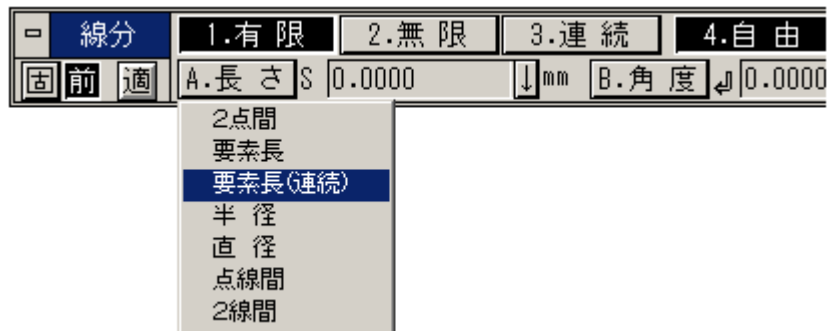 線分 1.有限 2.無限 3.連続 4.自由
固 前 適 A.長さ S 0.0000 ↓ mm B.角度 0.0000
2点間
要素長
要素長(連続)
半 径
直 径
点線間
2線間